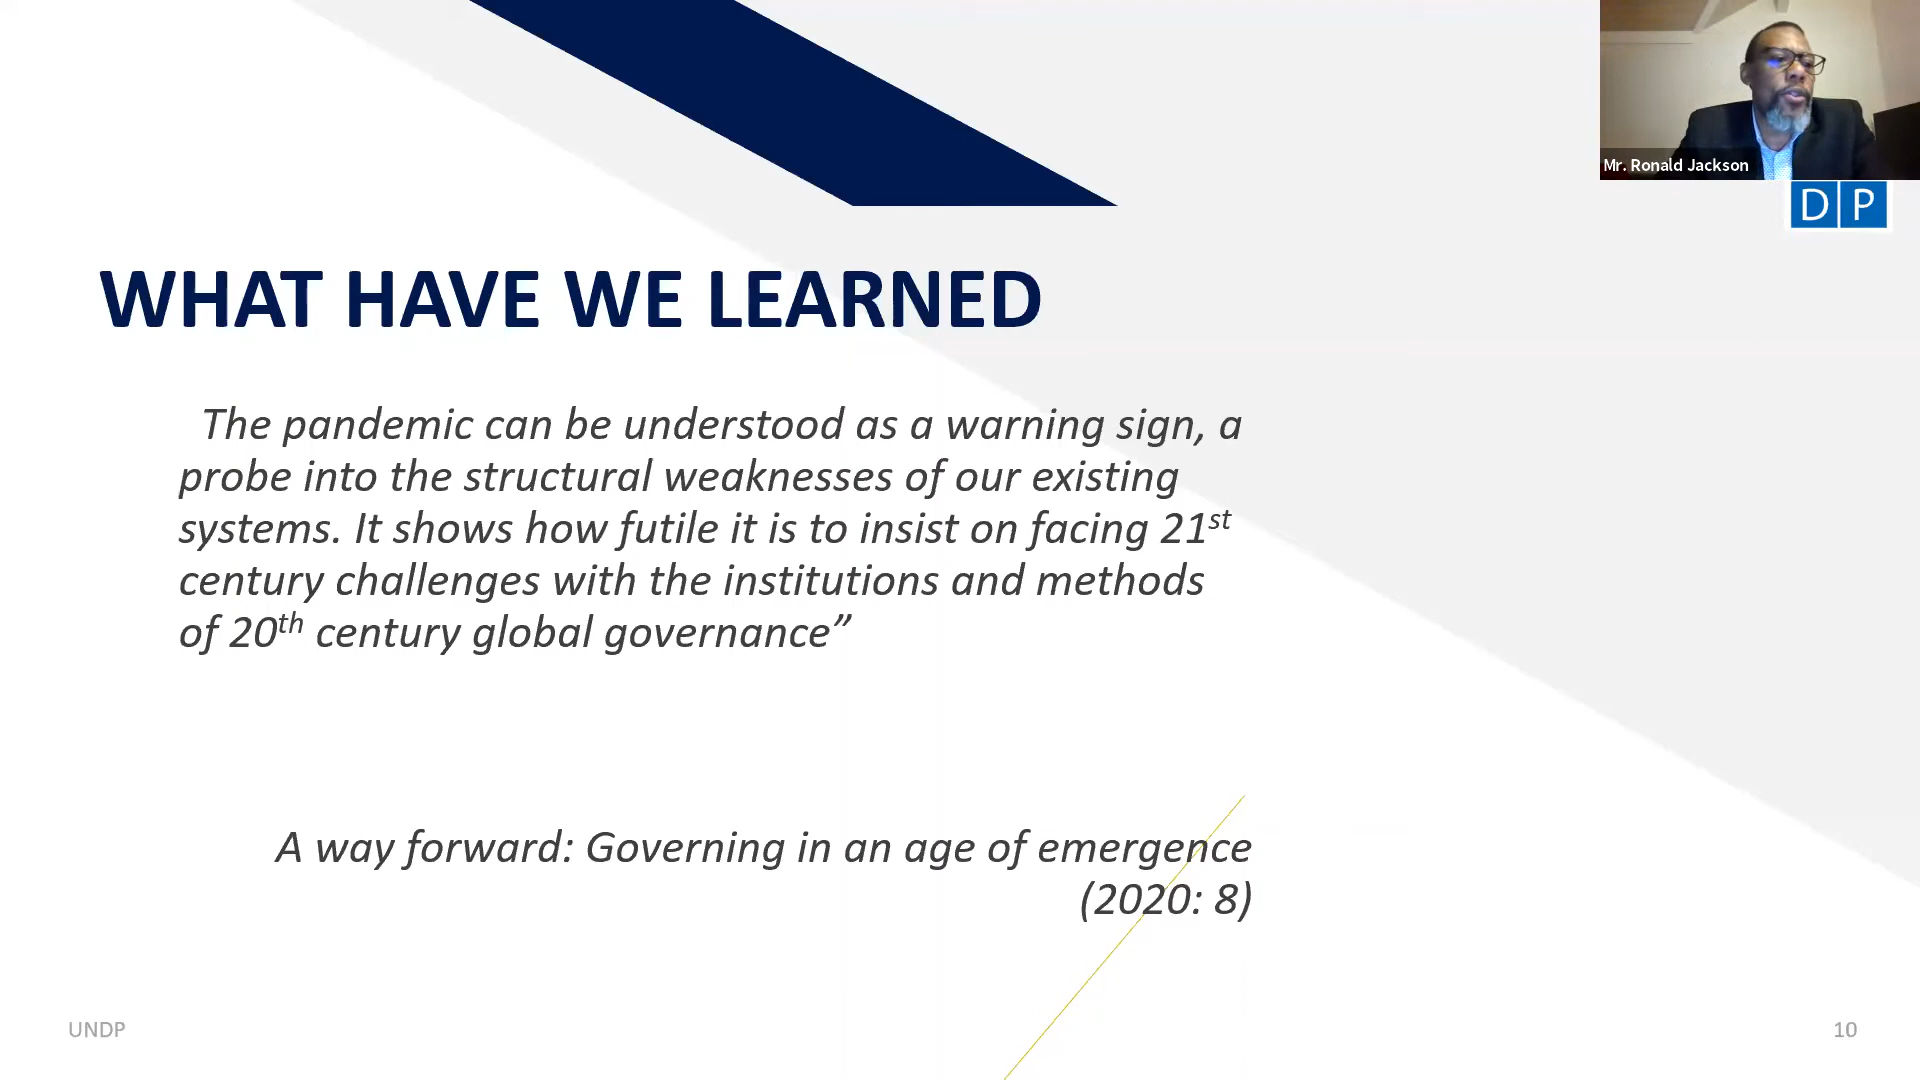 Mr. Ronald Jackson
D P
WHAT HAVE WE LEARNED
The pandemic can be understood as a warning sign, a
probe into the structural weaknesses of our existing
systems. It shows how futile it is to insist on facing 21st
century challenges with the institutions and methods
of 20th century global governance”
A way forward: Governing in an age of emergence
(2020: 8)
UNDP
10